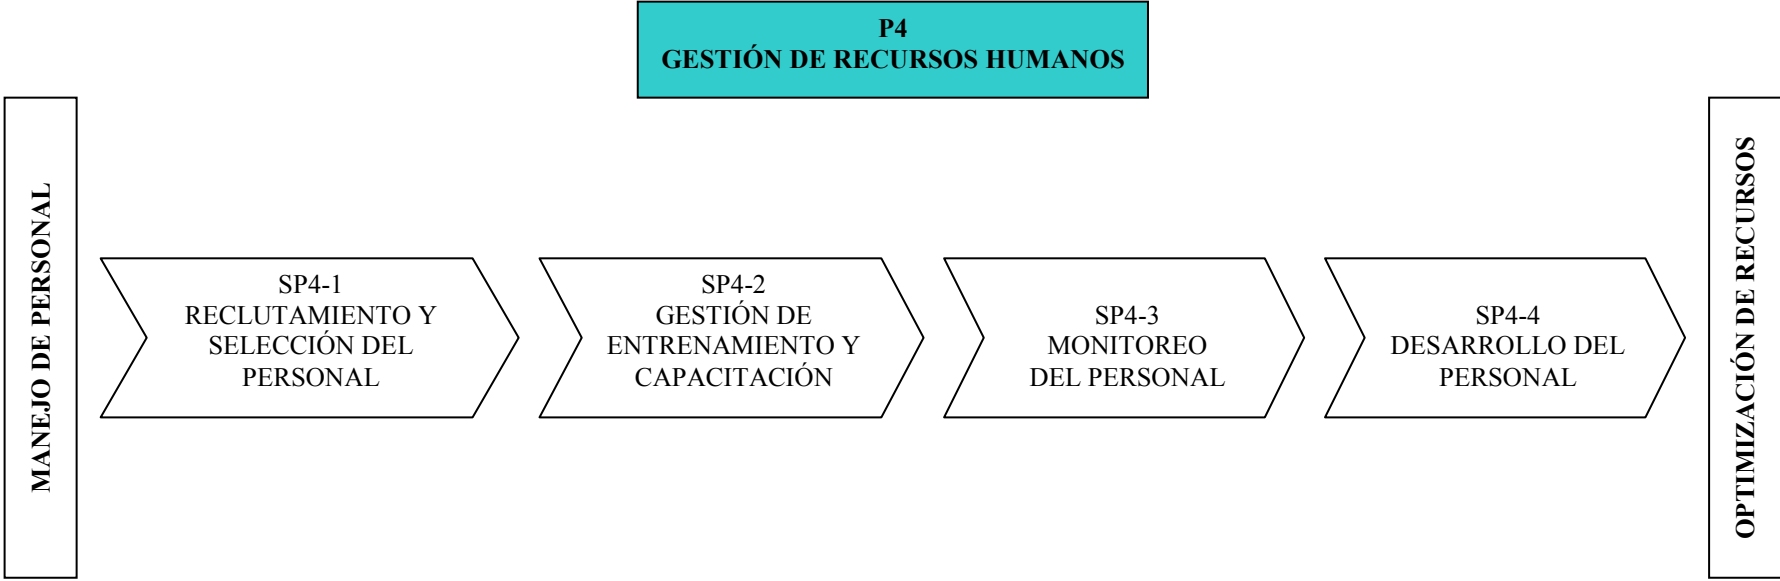 P4
GESTIÓN DE RECURSOS HUMANOS
MANEJO DE PERSONAL
SP4-1
RECLUTAMIENTO Y
SELECCIÓN DEL
PERSONAL
SP4-2
GESTIÓN DE
ENTRENAMIENTO Y
CAPACITACIÓN
SP4-3
MONITOREO
DEL PERSONAL
SP4-4
DESARROLLO DEL
PERSONAL
OPTIMIZACIÓN DE RECURSOS